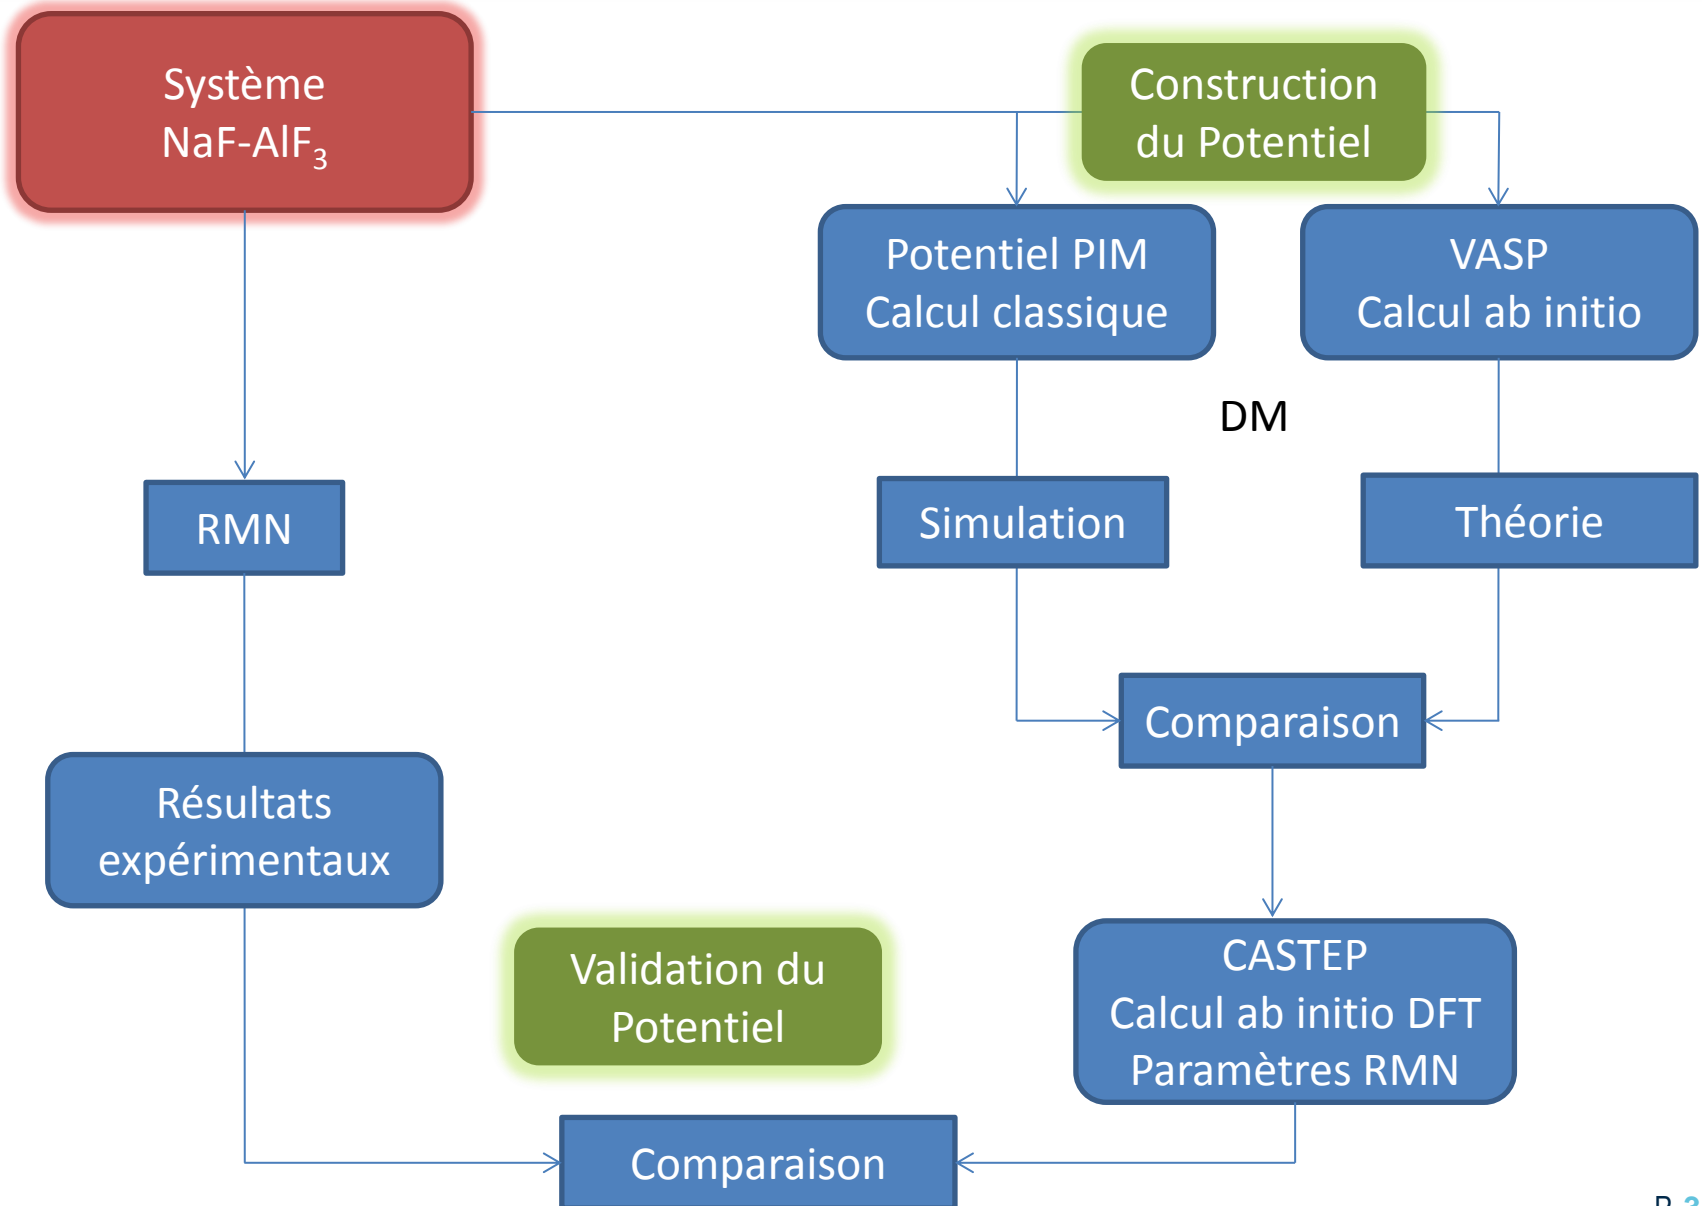 Système
NaF-AlF₃
Construction
du Potentiel
Potentiel PIM
Calcul classique
VASP
Calcul ab initio
DM
RMN
Simulation
Théorie
Comparaison
Résultats
expérimentaux
Validation du
Potentiel
CASTEP
Calcul ab initio DFT
Paramètres RMN
Comparaison
P. 3